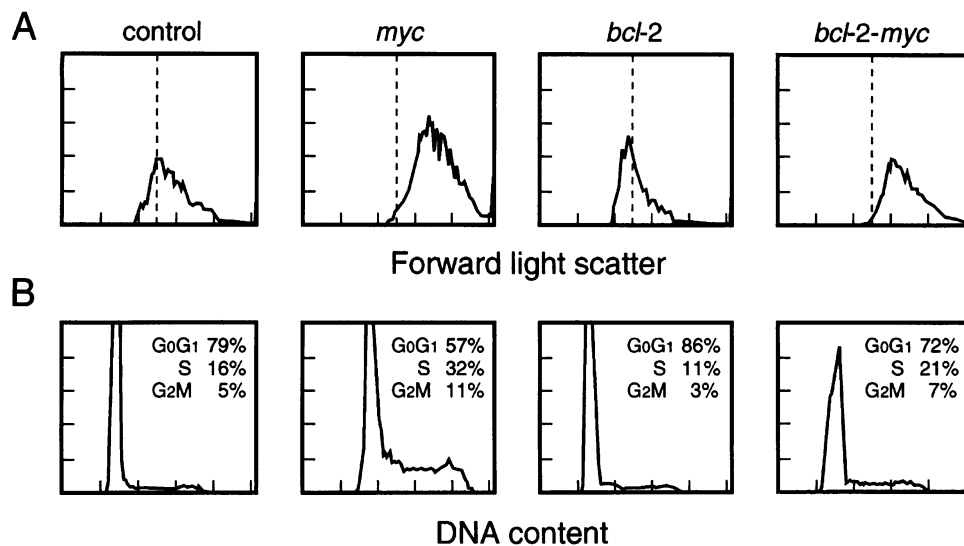 A
control
myc
bcl-2
bcl-2-myc
Forward light scatter
B
G0G1 79%
S 16%
G2M 5%
G0G1 57%
S 32%
G2M 11%
G0G1 86%
S 11%
G2M 3%
G0G1 72%
S 21%
G2M 7%
DNA content